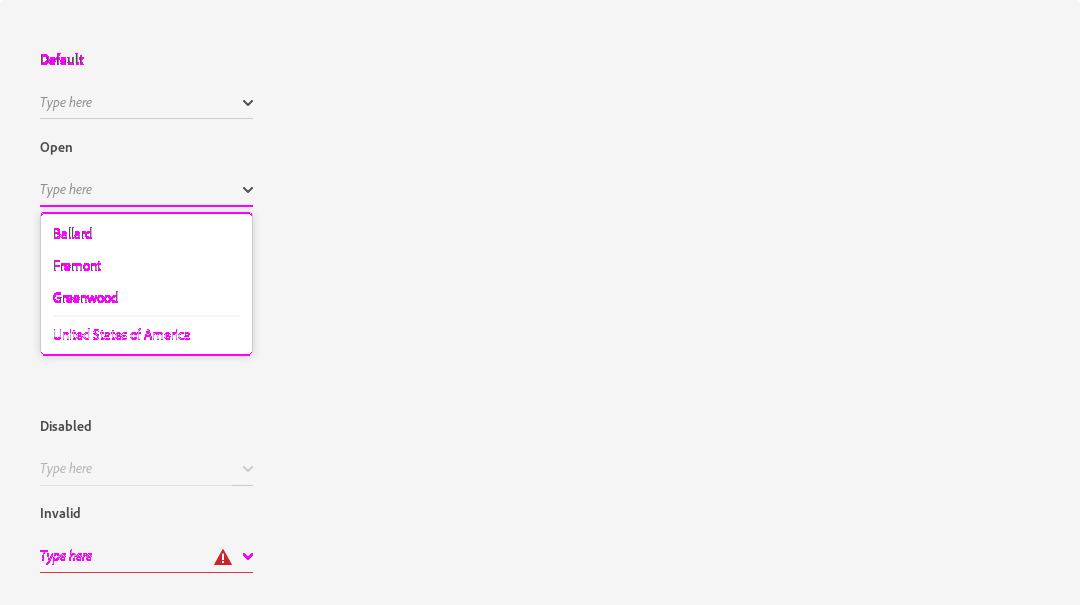 Default
Type here
Open
Type here
Ballard
Fremont
Greenwood
United States of America
Disabled
Type here
Invalid
Type here